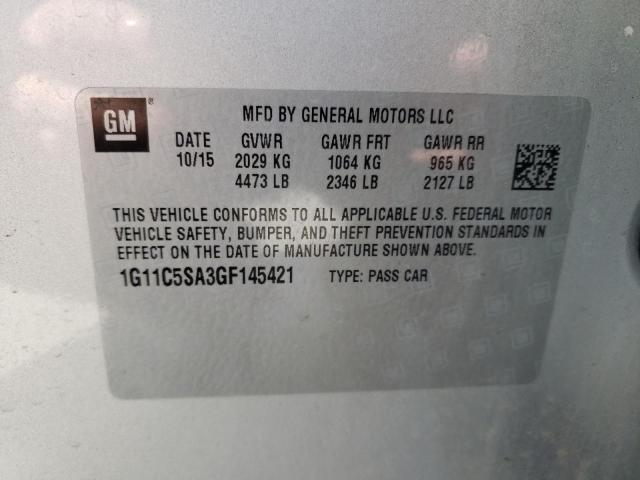 GM ® MFD BY GENERAL MOTORS LLC
DATE GVWR GAWR FRT GAWR RR
10/15 2029 KG 1064 KG 965 KG
4473 LB 2346 LB 2127 LB
THIS VEHICLE CONFORMS TO ALL APPLICABLE U.S. FEDERAL MOTOR
VEHICLE SAFETY, BUMPER, AND THEFT PREVENTION STANDARDS IN
EFFECT ON THE DATE OF MANUFACTURE SHOWN ABOVE.
1G11C5SA3GF145421 TYPE: PASS CAR